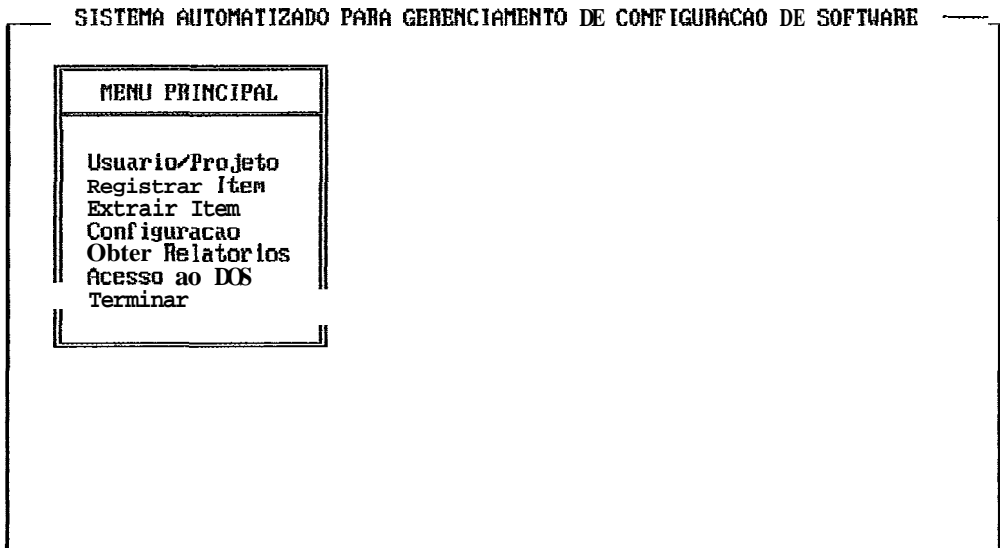 SISTEMA AUTOMATIZADO PARA GERENCIAMENTO DE CONFIGURACAO DE SOFTWARE
MENU PRINCIPAL
Usuario/Projeto
Registrar Item
Extrair Item
Configuracao
Obter Relatorios
Acesso ao DOS
Terminar